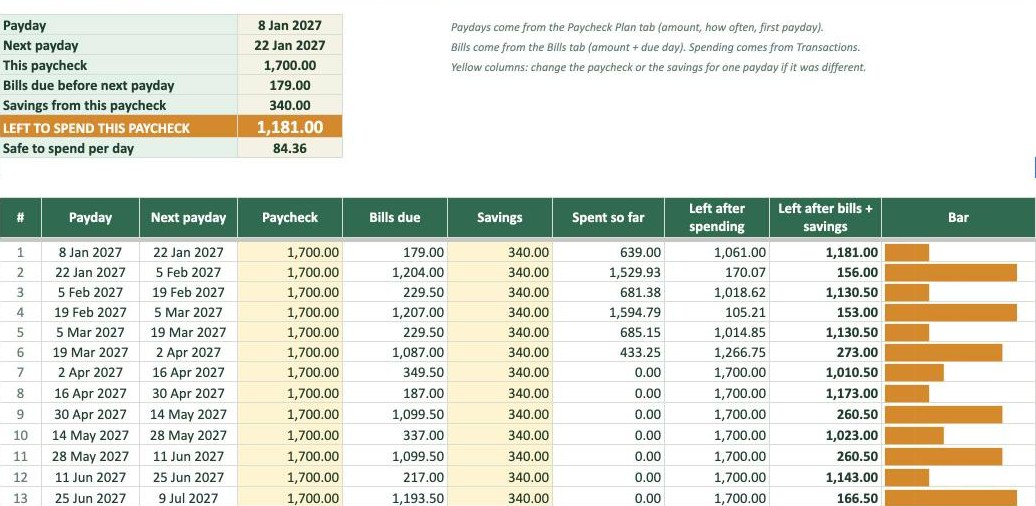 Payday 8 Jan 2027
Next payday 22 Jan 2027
This paycheck 1,700.00
Bills due before next payday 179.00
Savings from this paycheck 340.00
LEFT TO SPEND THIS PAYCHECK 1,181.00
Safe to spend per day 84.36
Paydays come from the Paycheck Plan tab (amount, how often, first payday).
Bills come from the Bills tab (amount + due day). Spending comes from Transactions.
Yellow columns: change the paycheck or the savings for one payday if it was different.
# Payday Next payday Paycheck Bills due Savings Spent so far Left after spending Left after bills + savings Bar
1 8 Jan 2027 22 Jan 2027 1,700.00 179.00 340.00 639.00 1,061.00 1,181.00
2 22 Jan 2027 5 Feb 2027 1,700.00 1,204.00 340.00 1,529.93 170.07 156.00
3 5 Feb 2027 19 Feb 2027 1,700.00 229.50 340.00 681.38 1,018.62 1,130.50
4 19 Feb 2027 5 Mar 2027 1,700.00 1,207.00 340.00 1,594.79 105.21 153.00
5 5 Mar 2027 19 Mar 2027 1,700.00 229.50 340.00 685.15 1,014.85 1,130.50
6 19 Mar 2027 2 Apr 2027 1,700.00 1,087.00 340.00 433.25 1,266.75 273.00
7 2 Apr 2027 16 Apr 2027 1,700.00 349.50 340.00 0.00 1,700.00 1,010.50
8 16 Apr 2027 30 Apr 2027 1,700.00 187.00 340.00 0.00 1,700.00 1,173.00
9 30 Apr 2027 14 May 2027 1,700.00 1,099.50 340.00 0.00 1,700.00 260.50
10 14 May 2027 28 May 2027 1,700.00 337.00 340.00 0.00 1,700.00 1,023.00
11 28 May 2027 11 Jun 2027 1,700.00 1,099.50 340.00 0.00 1,700.00 260.50
12 11 Jun 2027 25 Jun 2027 1,700.00 217.00 340.00 0.00 1,700.00 1,143.00
13 25 Jun 2027 9 Jul 2027 1,700.00 1,193.50 340.00 0.00 1,700.00 166.50